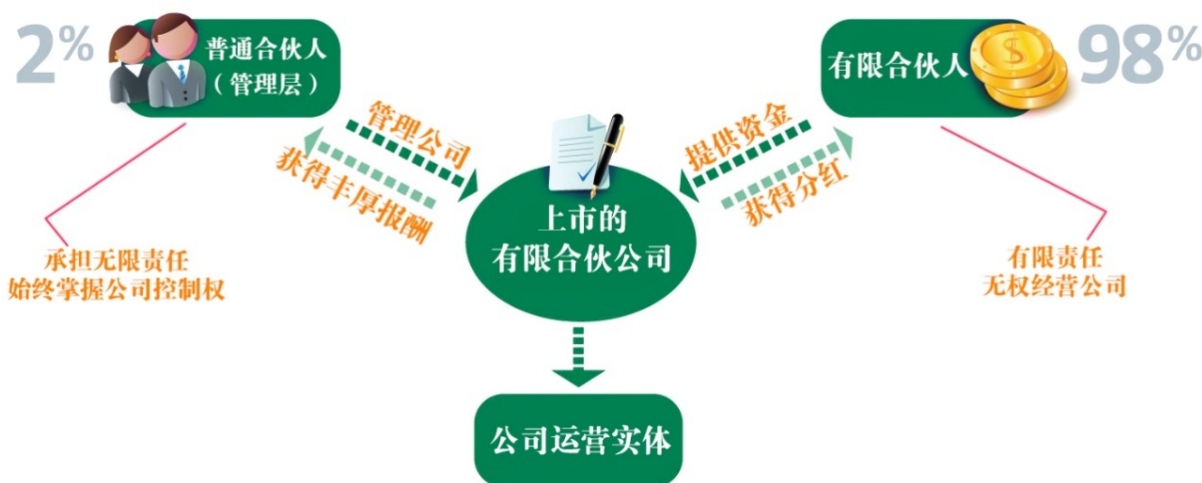 2%
普通合伙人
（管理层）
有限合伙人
98%
管理公司
获得丰厚报酬
提供资金
获得分红
上市的
有限合伙公司
承担无限责任
始终掌握公司控制权
有限责任
无权经营公司
公司运营实体